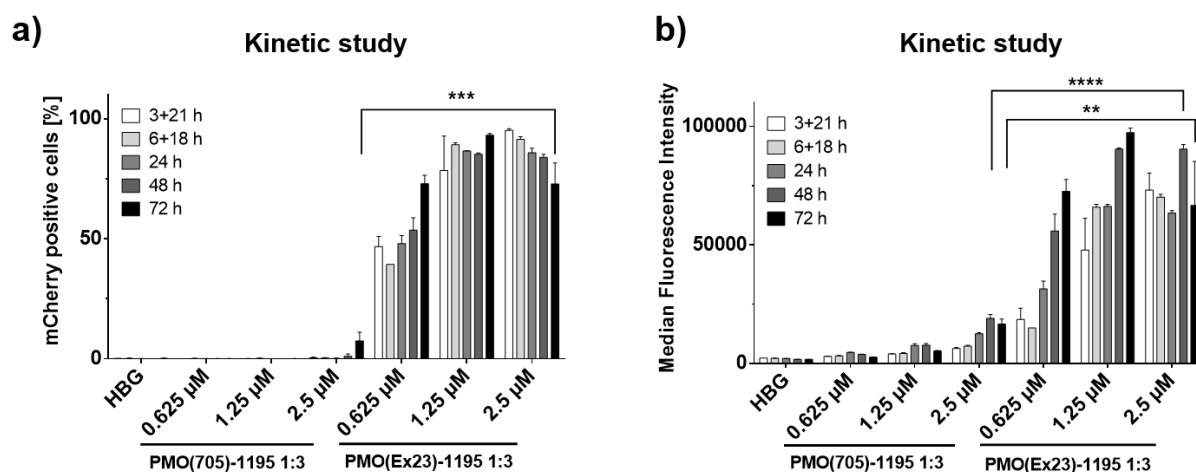 a)
Kinetic study
mCherry positive cells [%]
100
50
0
3+21 h
6+18 h
24 h
48 h
72 h
***
HBG
0.625 µM
1.25 µM
2.5 µM
0.625 µM
1.25 µM
2.5 µM
PMO(705)-1195 1:3
PMO(Ex23)-1195 1:3
b)
Kinetic study
Median Fluorescence Intensity
100000
50000
0
3+21 h
6+18 h
24 h
48 h
72 h
****
**
HBG
0.625 µM
1.25 µM
2.5 µM
0.625 µM
1.25 µM
2.5 µM
PMO(705)-1195 1:3
PMO(Ex23)-1195 1:3